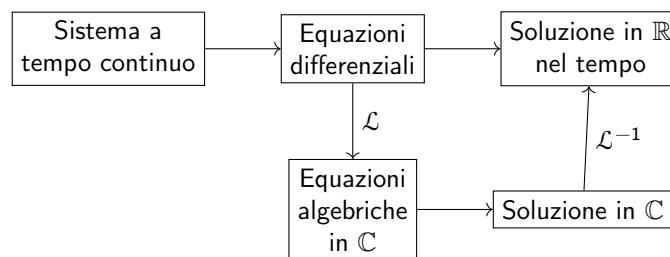 Sistema a
tempo continuo
Equazioni
differenziali
Soluzione in ℝ
nel tempo
ℒ
ℒ⁻¹
Equazioni
algebriche
in ℂ
Soluzione in ℂ